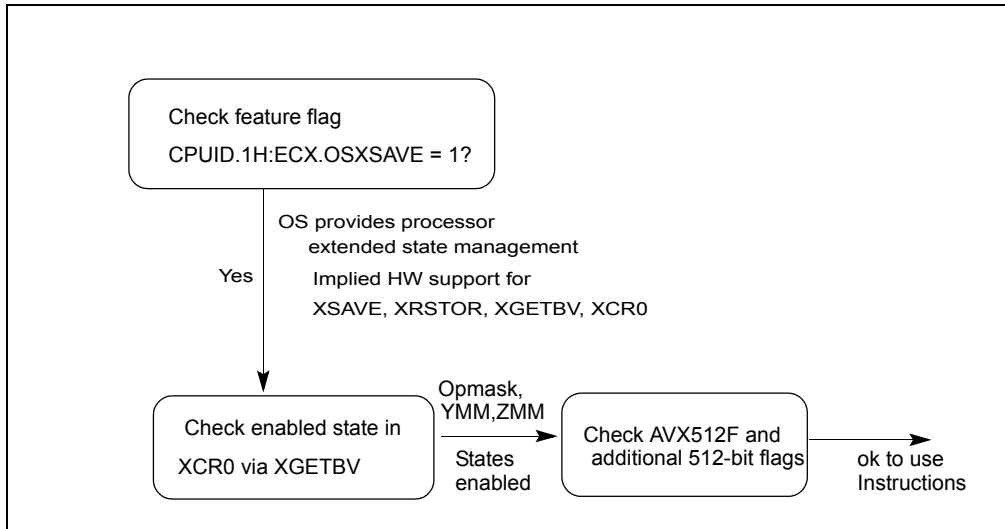 Check feature flag
CPUID.1H:ECX.OSXSAVE = 1?
OS provides processor
extended state management
Yes
Implied HW support for
XSAVE, XRSTOR, XGETBV, XCR0
Check enabled state in
XCR0 via XGETBV
Opmask,
YMM,ZMM
States
enabled
Check AVX512F and
additional 512-bit flags
ok to use
Instructions